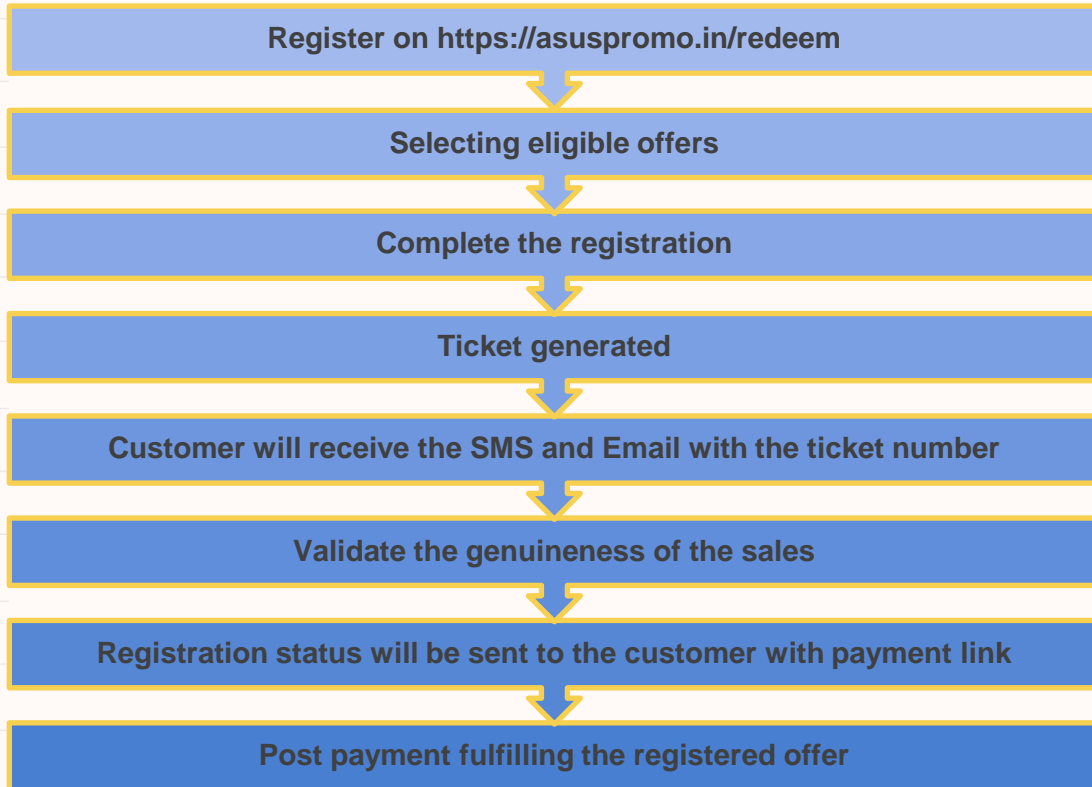 Register on https://asuspromo.in/redeem
Selecting eligible offers
Complete the registration
Ticket generated
Customer will receive the SMS and Email with the ticket number
Validate the genuineness of the sales
Registration status will be sent to the customer with payment link
Post payment fulfilling the registered offer